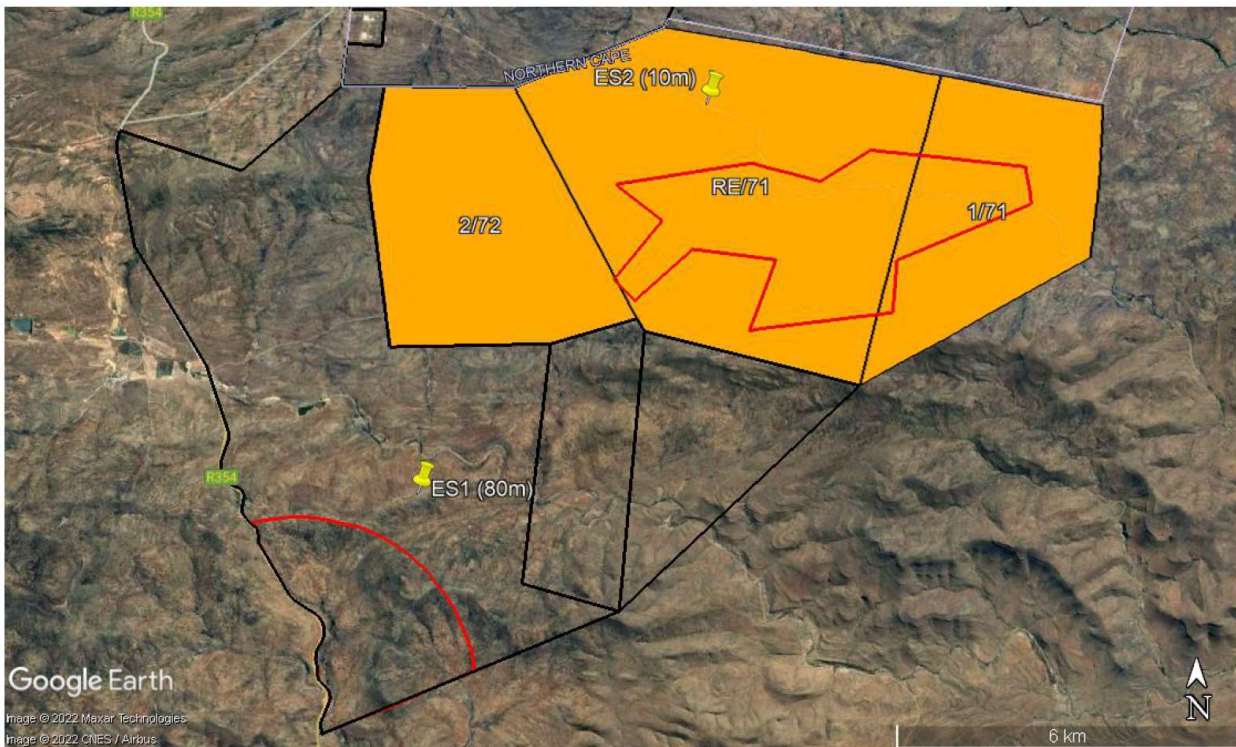 R354
NORTHERN CAPE
ES2 (10m)
RE/71
1/71
2/72
R354
ES1 (80m)
Google Earth
Image © 2022 Maxar Technologies
Image © 2022 CNES / Airbus
N
6 km